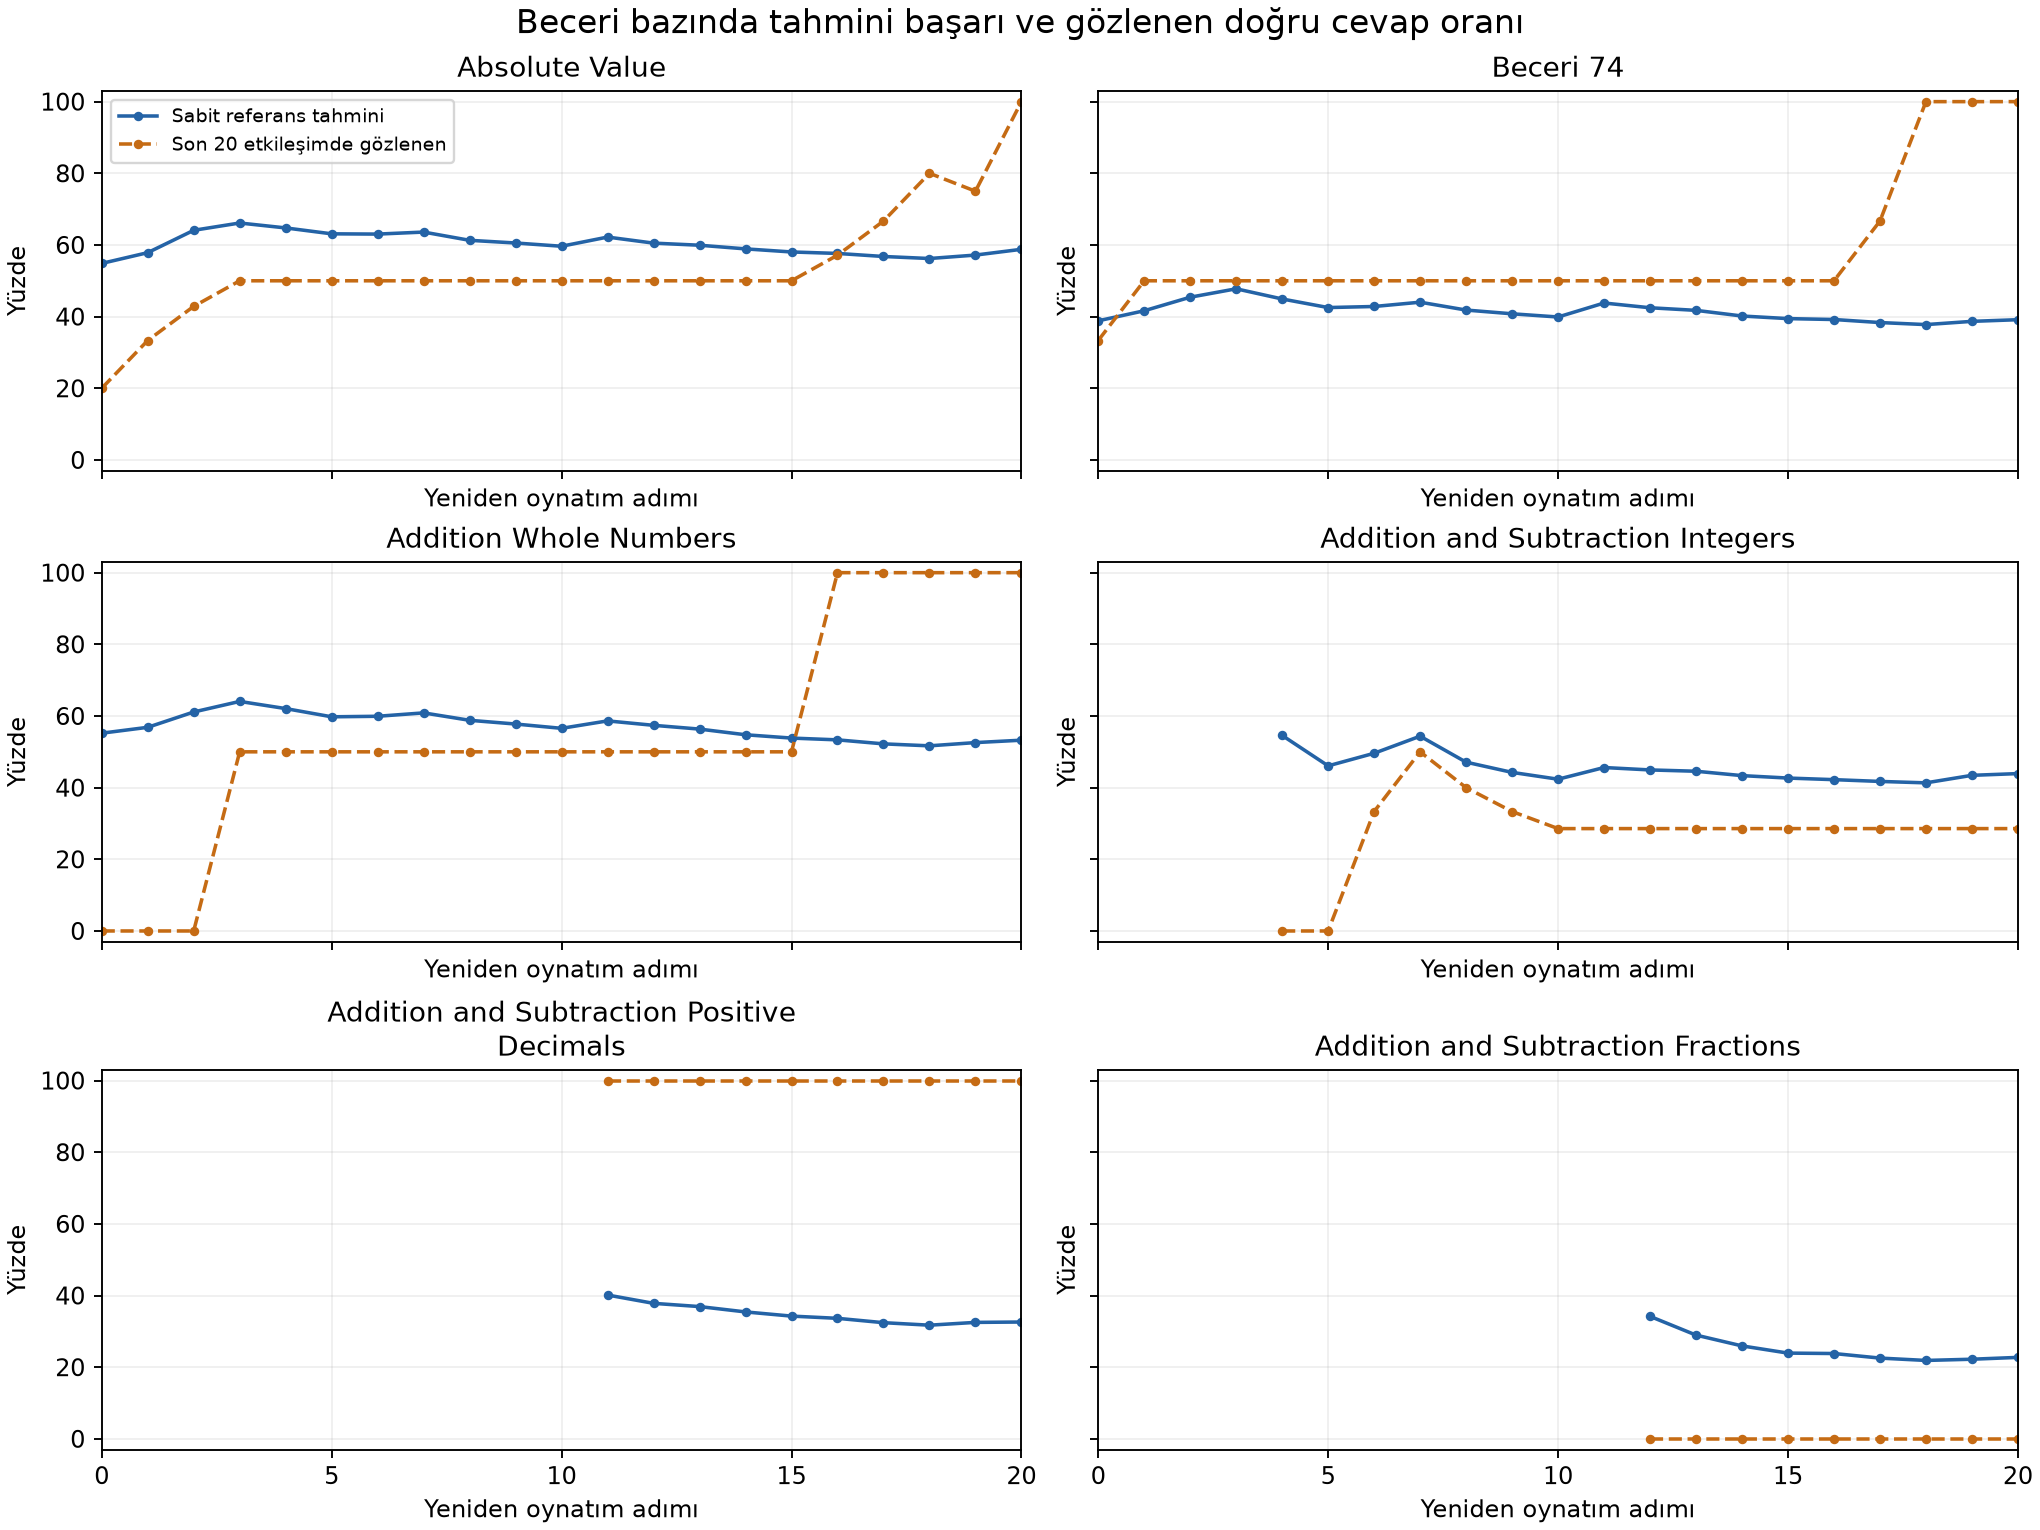 Beceri bazında tahmini başarı ve gözlenen doğru cevap oranı
Absolute Value
Sabit referans tahmini
Son 20 etkileşimde gözlenen
100
80
60
40
20
0
Yüzde
Yeniden oynatım adımı
Beceri 74
Yüzde
Yeniden oynatım adımı
Addition Whole Numbers
100
80
60
40
20
0
Yüzde
Yeniden oynatım adımı
Addition and Subtraction Integers
Yüzde
Yeniden oynatım adımı
Addition and Subtraction Positive
Decimals
100
80
60
40
20
0
Yüzde
0 5 10 15 20
Yeniden oynatım adımı
Addition and Subtraction Fractions
Yüzde
0 5 10 15 20
Yeniden oynatım adımı